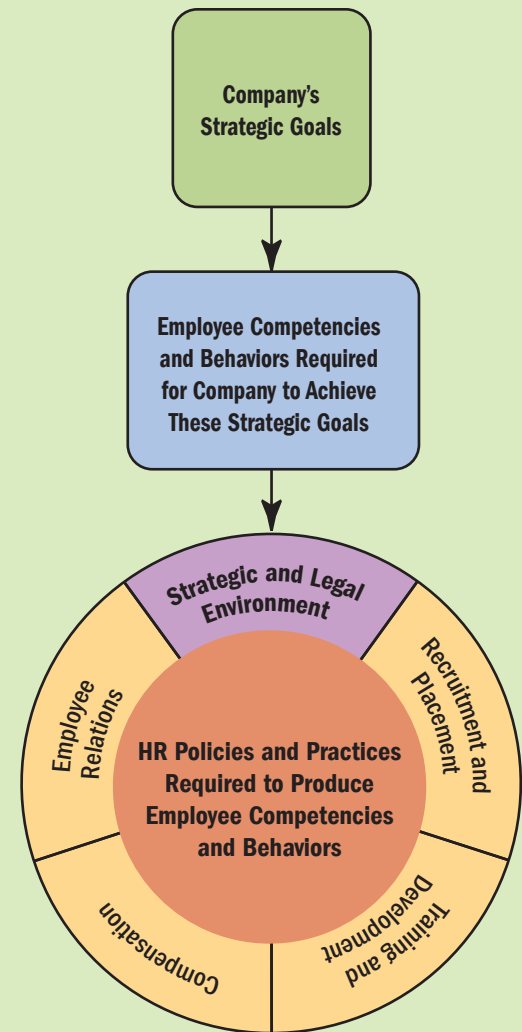 Company's
Strategic Goals
Employee Competencies
and Behaviors Required
for Company to Achieve
These Strategic Goals
Strategic and Legal
Environment
Recruitment and
Placement
Training and
Development
Compensation
Employee
Relations
HR Policies and Practices
Required to Produce
Employee Competencies
and Behaviors